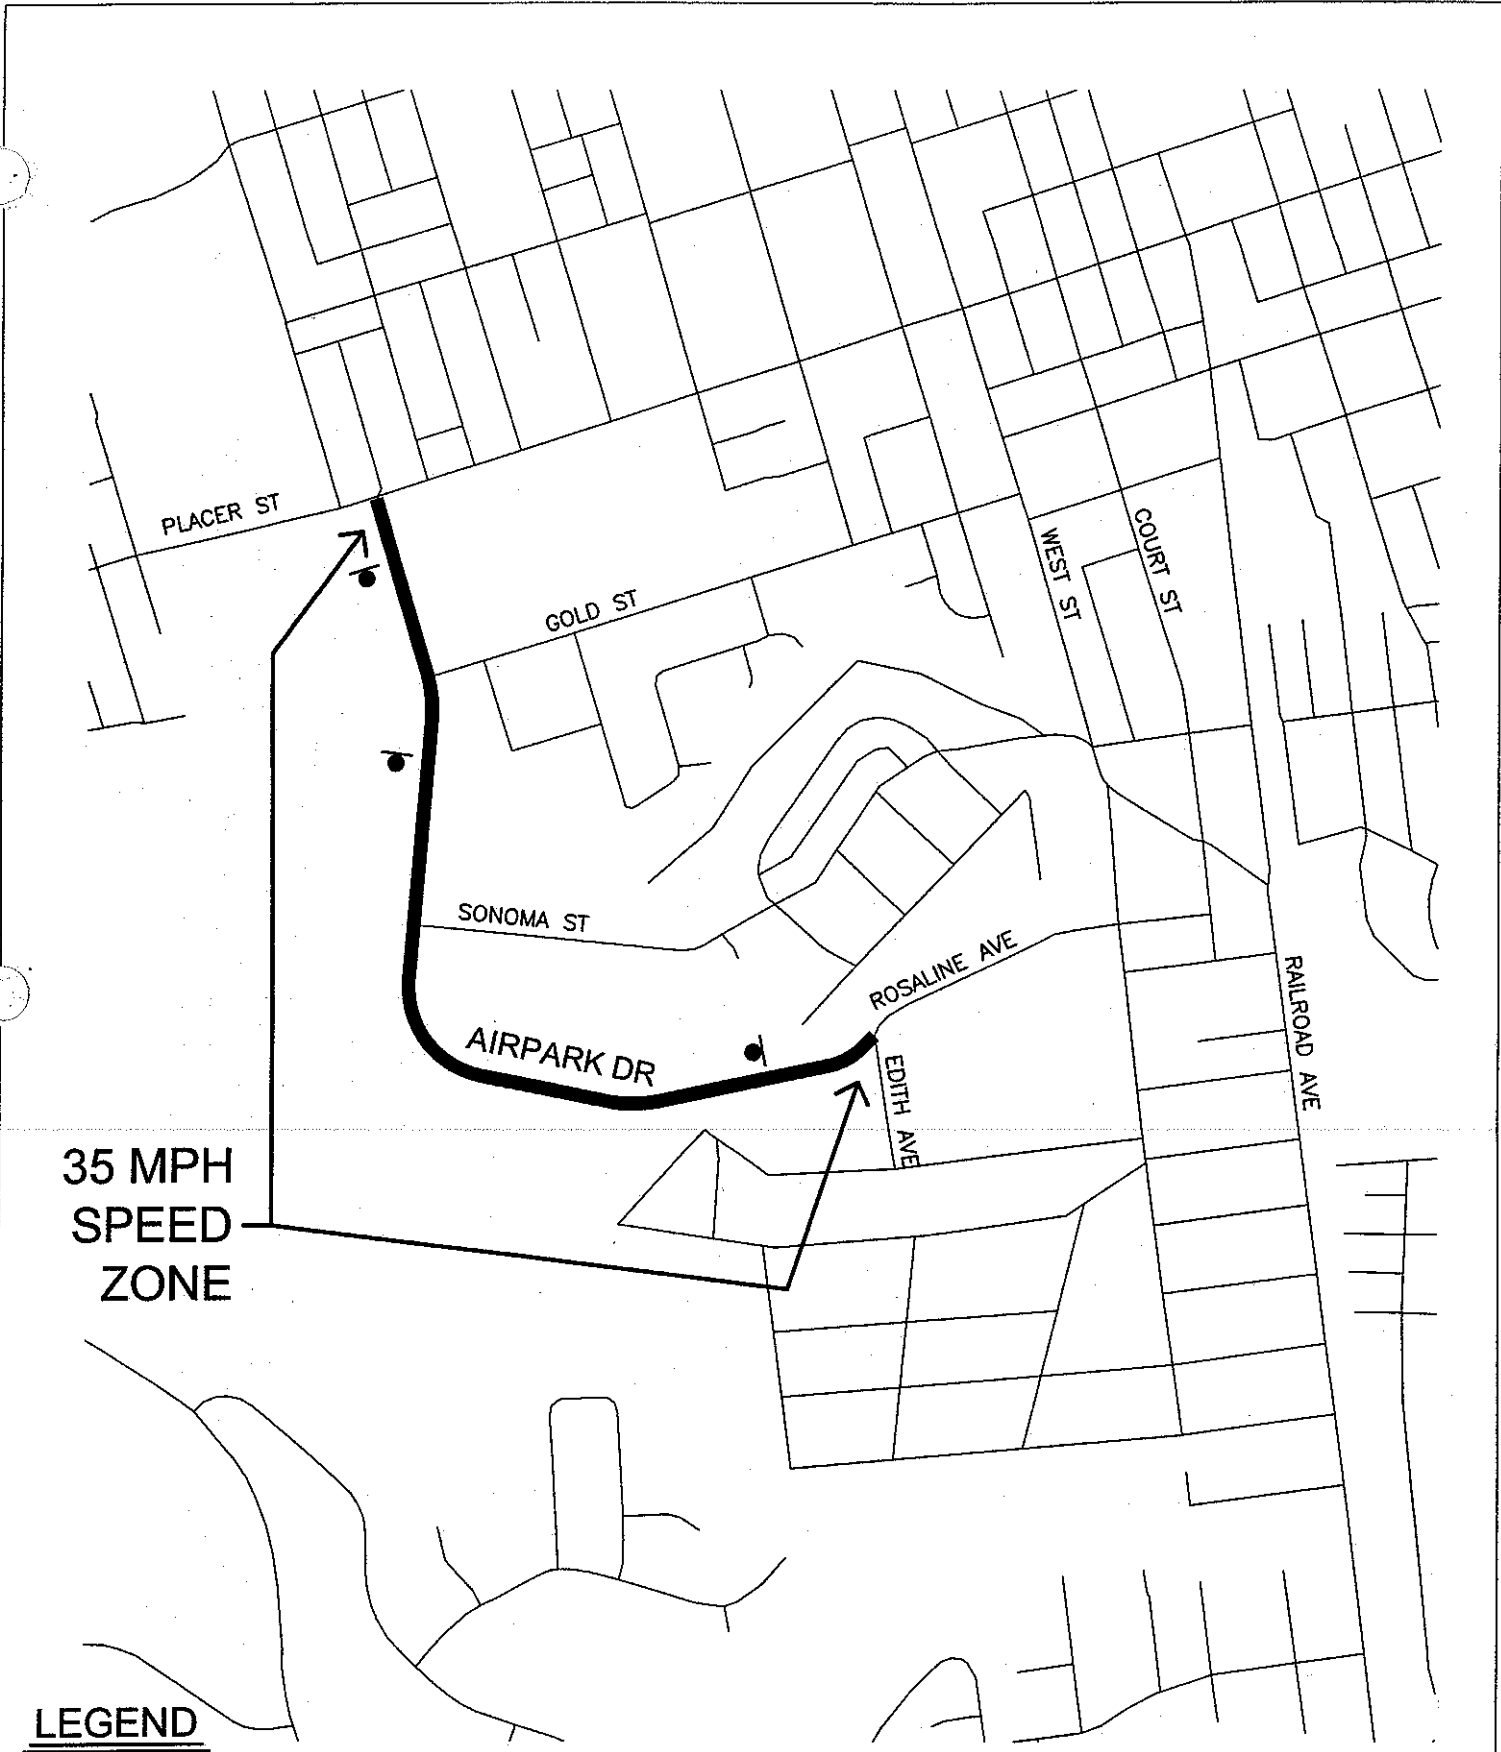 PLACER ST
GOLD ST
WEST ST
COURT ST
SONOMA ST
ROSALINE AVE
AIRPARK DR
EDITH AVE
RAILROAD AVE
35 MPH
SPEED
ZONE
LEGEND